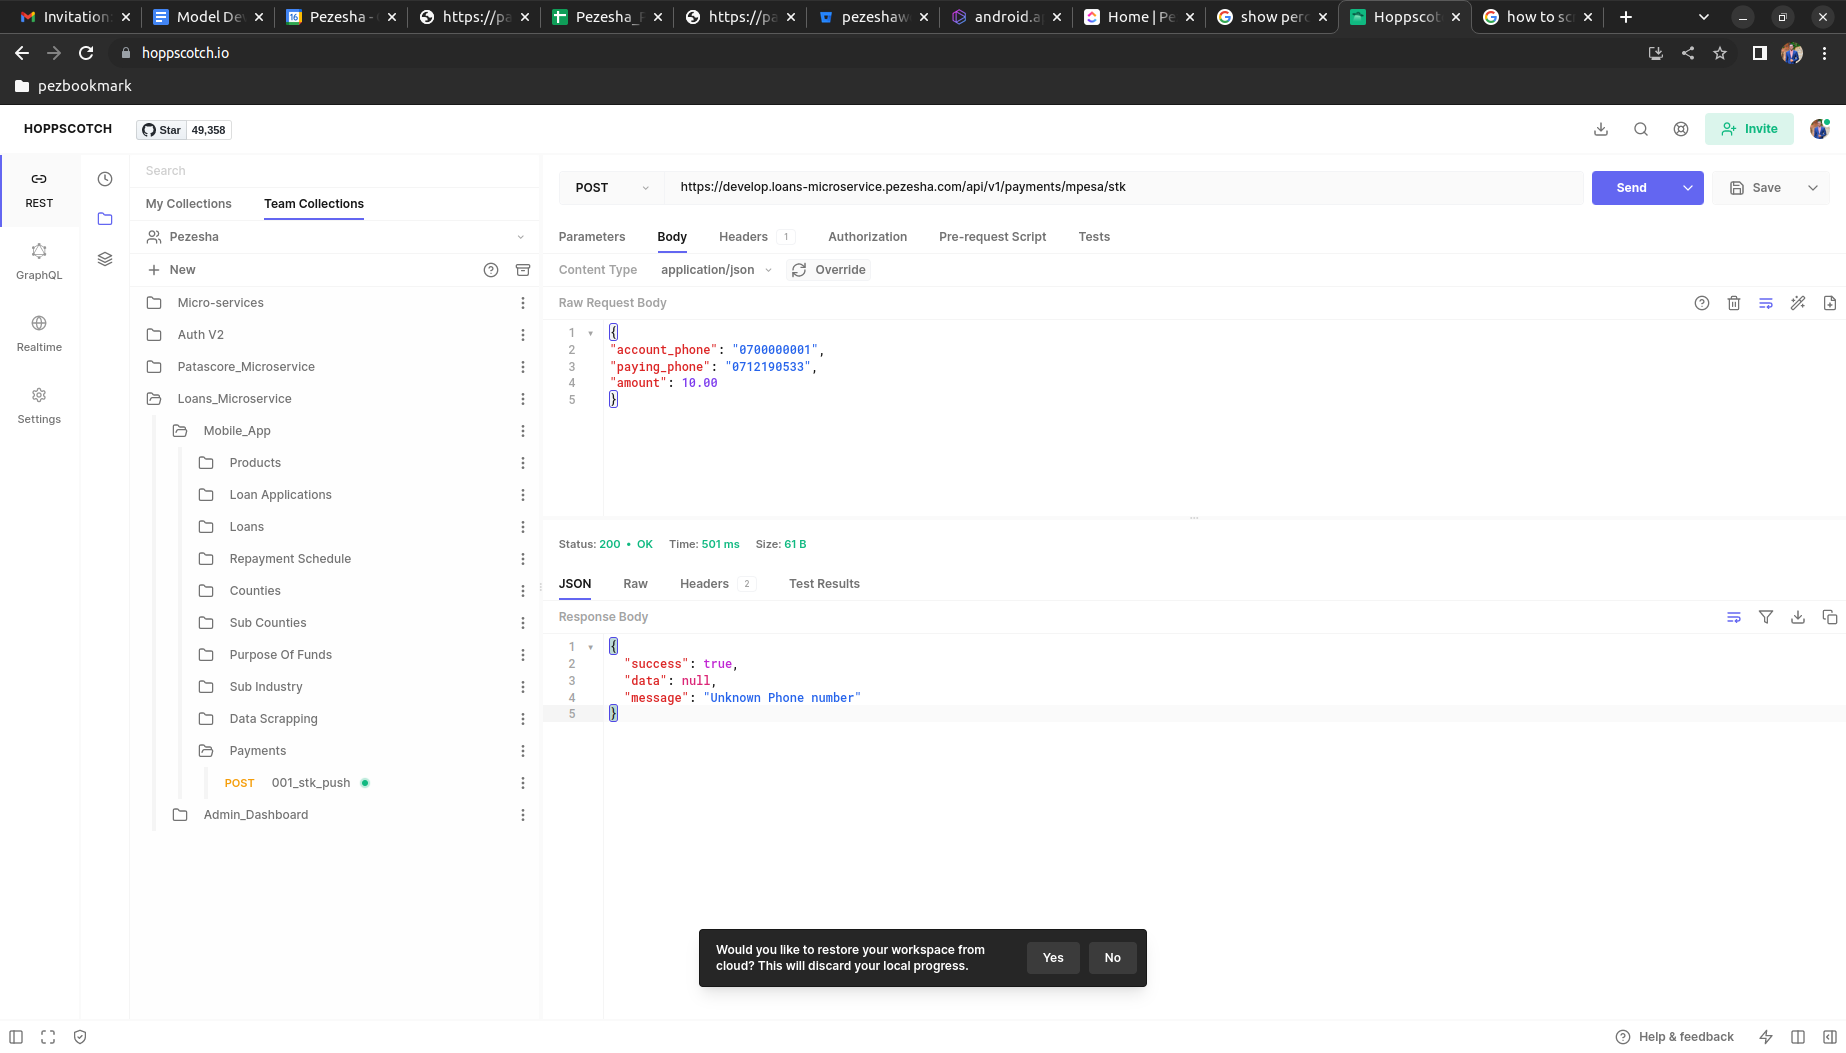 Invitation
Model De
Pezesha -
https://pa
Pezesha_
https://pa
pezeshaw
android.a
Home | Pe
show per
Hoppscot
how to sc
hoppscotch.io
pezbookmark
HOPPSCOTCH
Star 49,358
Invite
REST
GraphQL
Realtime
Settings
Search
My Collections Team Collections
Pezesha
New
Micro-services
Auth V2
Patascore_Microservice
Loans_Microservice
Mobile_App
Products
Loan Applications
Loans
Repayment Schedule
Counties
Sub Counties
Purpose Of Funds
Sub Industry
Data Scrapping
Payments
POST 001_stk_push
Admin_Dashboard
POST https://develop.loans-microservice.pezesha.com/api/v1/payments/mpesa/stk Send Save
Parameters Body Headers 1 Authorization Pre-request Script Tests
Content Type application/json Override
Raw Request Body
1 {
2 "account_phone": "0700000001",
3 "paying_phone": "0712190533",
4 "amount": 10.00
5 }
Status: 200 • OK Time: 501 ms Size: 61 B
JSON Raw Headers 2 Test Results
Response Body
1 {
2 "success": true,
3 "data": null,
4 "message": "Unknown Phone number"
5 }
Would you like to restore your workspace from
cloud? This will discard your local progress.
Yes No
Help & feedback